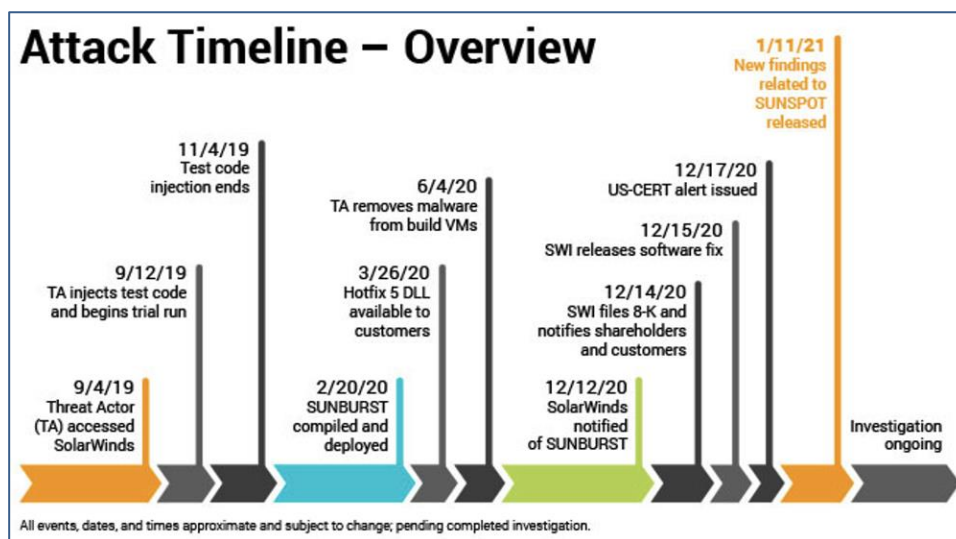 Attack Timeline – Overview
9/4/19
Threat Actor
(TA) accessed
SolarWinds
9/12/19
TA injects test code
and begins trial run
11/4/19
Test code
injection ends
2/20/20
SUNBURST
compiled and
deployed
3/26/20
Hotfix 5 DLL
available to
customers
6/4/20
TA removes malware
from build VMs
12/12/20
SolarWinds
notified
of SUNBURST
12/14/20
SWI files 8-K and
notifies shareholders
and customers
12/15/20
SWI releases software fix
12/17/20
US-CERT alert issued
1/11/21
New findings
related to
SUNSPOT
released
Investigation
ongoing
All events, dates, and times approximate and subject to change; pending completed investigation.